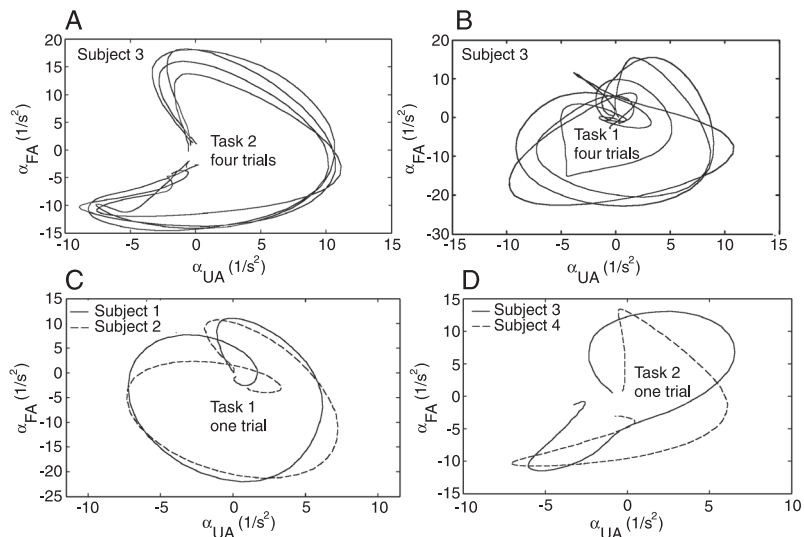 A
Subject 3
20
15
10
5
0
-5
-10
-15
α_FA (1/s²)
Task 2
four trials
-10 -5 0 5 10 15
α_UA (1/s²)
B
Subject 3
20
10
0
-10
-20
-30
α_FA (1/s²)
Task 1
four trials
-15 -10 -5 0 5 10 15
α_UA (1/s²)
C
Subject 1
Subject 2
15
10
5
0
-5
-10
-15
-20
-25
α_FA (1/s²)
Task 1
one trial
-10 -5 0 5 10
α_UA (1/s²)
D
Subject 3
Subject 4
15
10
5
0
-5
-10
-15
α_FA (1/s²)
Task 2
one trial
-10 -5 0 5 10
α_UA (1/s²)